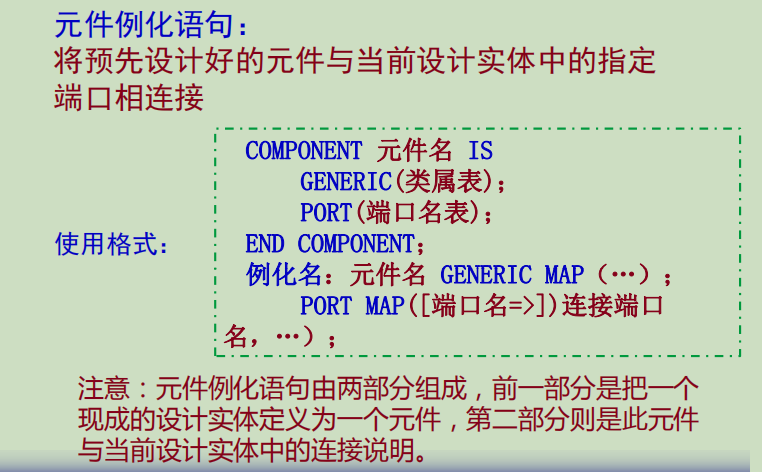 元件例化语句：
将预先设计好的元件与当前设计实体中的指定
端口相连接
COMPONENT 元件名 IS
GENERIC(类属表);
PORT(端口名表);
使用格式：
END COMPONENT;
例化名：元件名 GENERIC MAP（…）;
PORT MAP([端口名=>])连接端口
名，…）;
注意：元件例化语句由两部分组成，前一部分是把一个
现成的设计实体定义为一个元件，第二部分则是此元件
与当前设计实体中的连接说明。